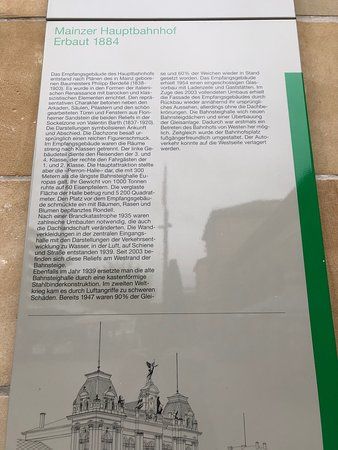 Mainzer Hauptbahnhof
Erbaut 1884
Das Empfangsgebäude des Hauptbahnhofs
entstand nach Plänen des in Mainz gebore-
nen Baumeisters Philipp Berdellé (1838-
1903). Es wurde in den Formen der italieni-
schen Renaissance mit barocken und klas-
sizistischen Elementen errichtet. Den reprä-
sentativen Charakter betonen neben den
Arkaden, Säulen, Pilastern und den schön
gearbeiteten Türen und Fenstern aus Flon-
heimer Sandstein die beiden Reliefs in der
Sockelzone von Valentin Barth (1837-1920).
Die Darstellungen symbolisieren Ankunft
und Abschied. Die Dachzone besaß ur-
sprünglich einen reichen Figurenschmuck.
Im Empfangsgebäude waren die Räume
streng nach Klassen getrennt. Der linke Ge-
bäudeteil diente den Reisenden der 3. und
4. Klasse, der rechte den Fahrgästen der
1. und 2. Klasse. Die Hauptattraktion stellte
aber die «Perron-Halle» dar, die mit 300
Metern als die längste Bahnsteighalle Eu-
ropas galt. Ihr Gewicht von 1000 Tonnen
ruhte auf 60 Eisenpfeilern. Die verglaste
Fläche der Halle betrug rund 5 200 Quadrat-
meter. Den Platz vor dem Empfangsgebäu-
de schmückte ein mit Bäumen, Rasen und
Blumen bepflanztes Rondell.
Nach einer Brandkatastrophe 1935 waren
zahlreiche Umbauten notwendig, die auch
die Dachlandschaft veränderten. Die Wand-
verkleidungen in der zentralen Eingangs-
halle mit den Darstellungen der Verkehrsent-
wicklung zu Wasser, in der Luft, auf Schiene
und Straße entstanden 1939. Seit 2003 be-
finden sich diese Reliefs am Westrand der
Bahnsteige.
Ebenfalls im Jahr 1939 ersetzte man die alte
Bahnsteighalle durch eine kastenförmige
Stahlbinderkonstruktion. Im zweiten Welt-
krieg kam es durch Luftangriffe zu schweren
Schäden. Bereits 1947 waren 90% der Glei-
se und 60% der Weichen wieder in Stand
gesetzt worden. Das Empfangsgebäude
erhielt 1954 einen eingeschossigen Glas-
vorbau mit Ladenzeile und Gaststätten. Im
Zuge des 2003 vollendeten Umbaus erhielt
die Fassade des Empfangsgebäudes durch
Rückbau wieder annähernd ihr ursprüngli-
ches Aussehen, allerdings ohne die Dachbe-
krönungen. Die Bahnsteighalle wich neuen
Bahnsteigdächern und einer Überbauung
der Gleisanlage. Dadurch ist erstmals ein
Betreten des Bahnhofs von Westen her mög-
lich. Zeitgleich wurde der Bahnhofsplatz
fußgängerfreundlich umgestaltet. Der Auto-
verkehr konnte auf die Westseite verlagert
werden.